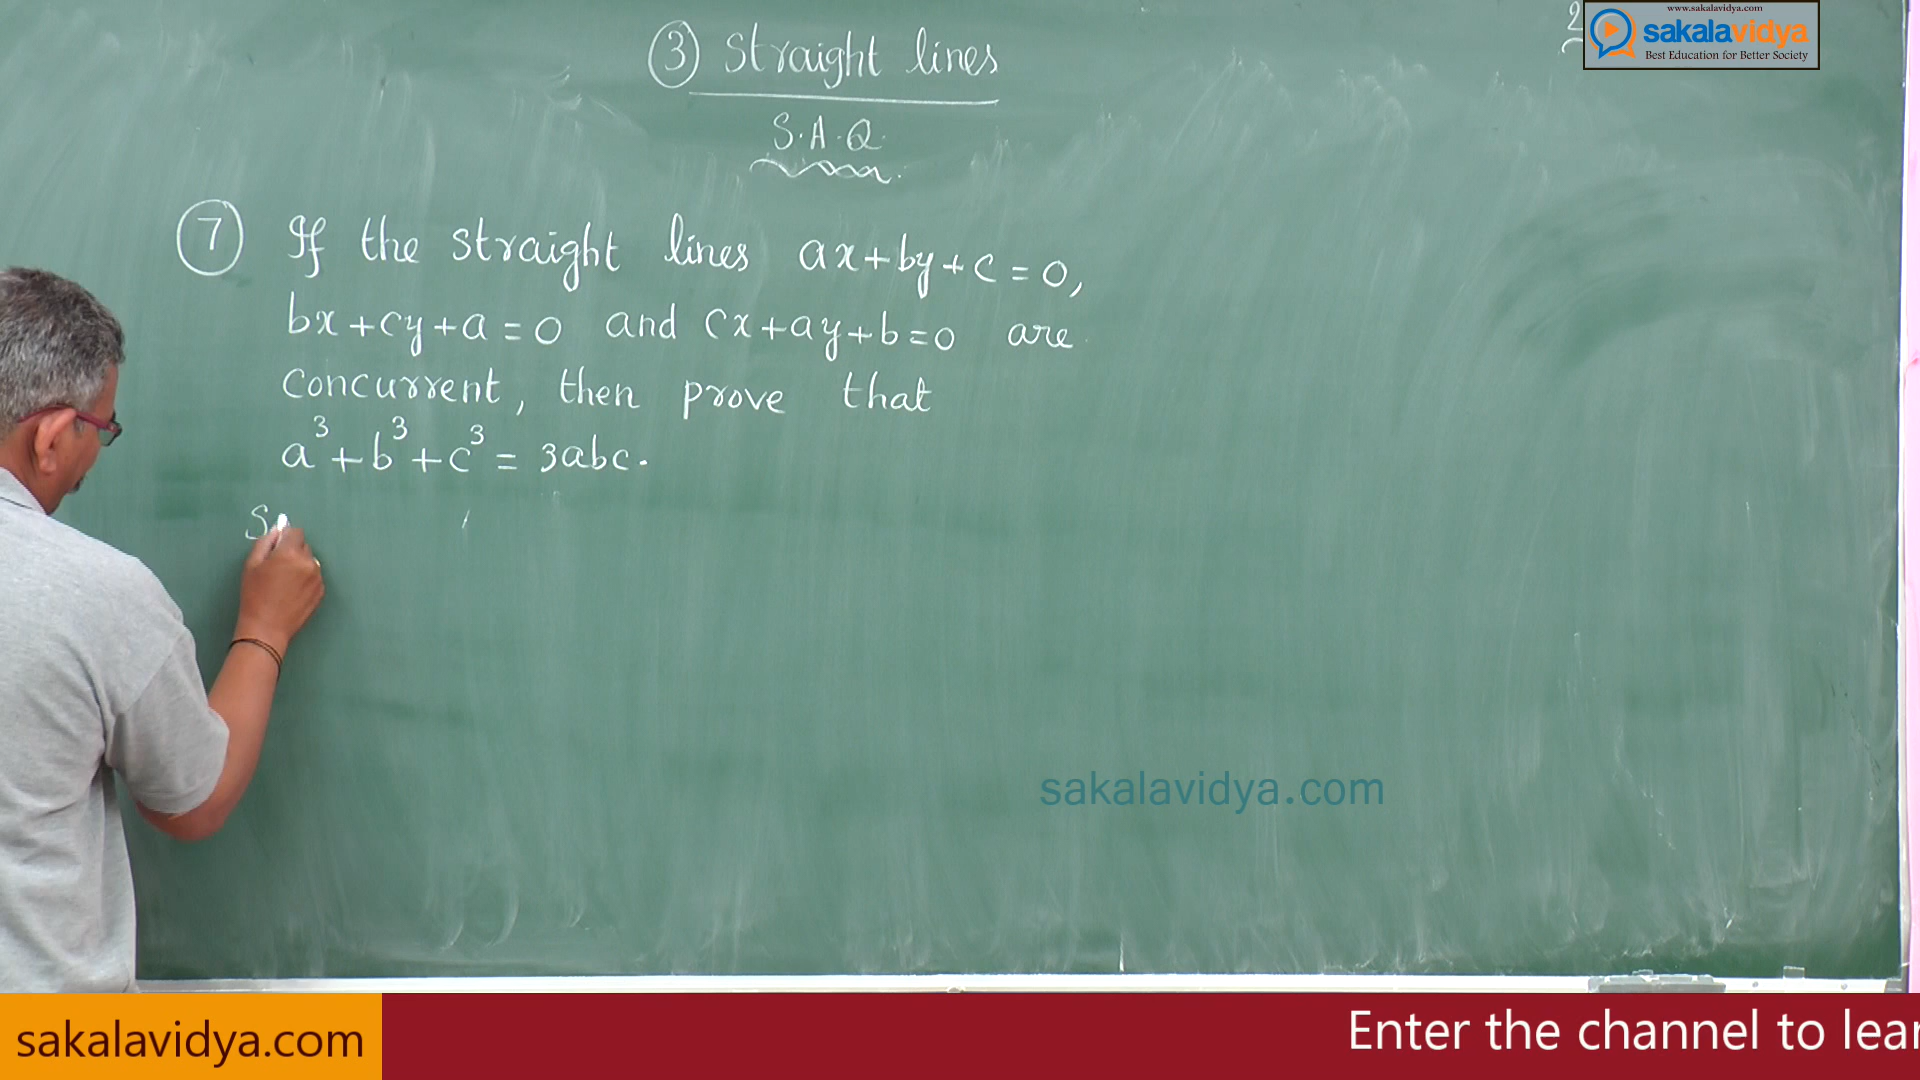 ③ Straight lines
S.A.Q.
2
www.sakalavidya.com
sakalavidya
Best Education for Better Society
⑦ If the straight lines ax+by+c=0,
bx+cy+a=0 and cx+ay+b=0 are
concurrent, then prove that
a³+b³+c³ = 3abc.
S
sakalavidya.com
sakalavidya.com
Enter the channel to lear